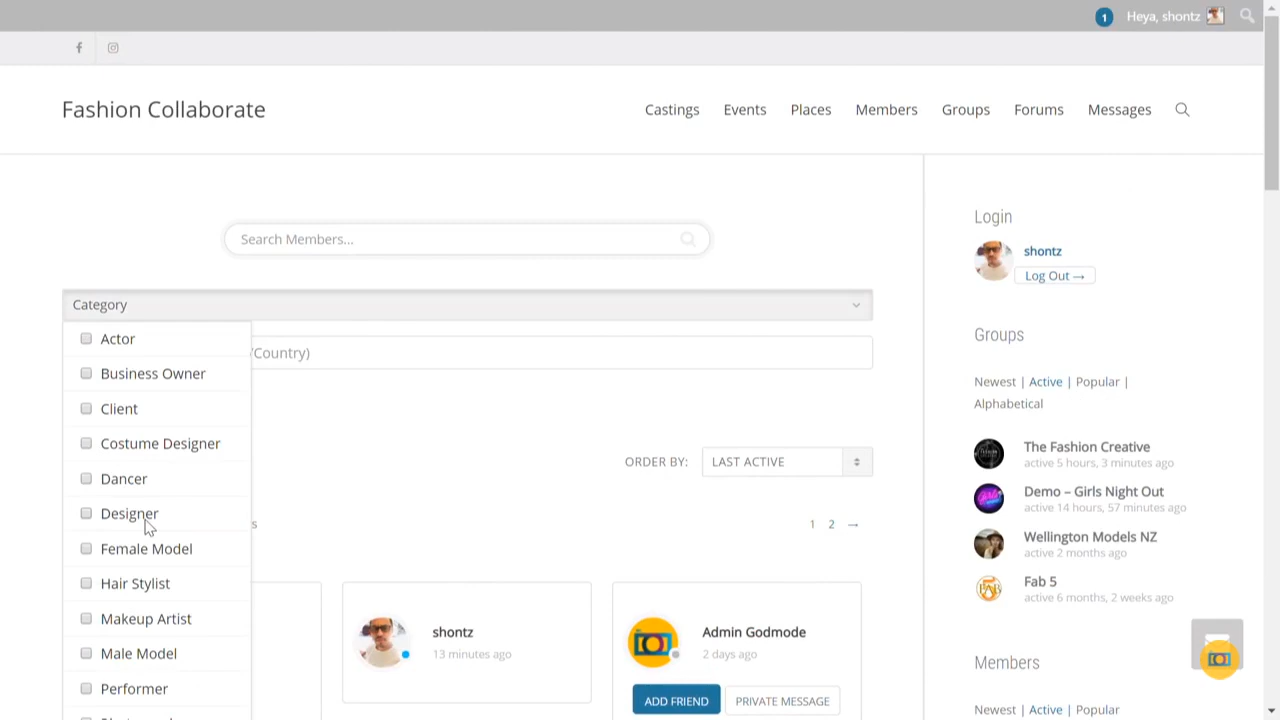 1
Heya, shontz
Fashion Collaborate
Castings
Events
Places
Members
Groups
Forums
Messages
Search Members...
Category
Actor
Business Owner
Client
Costume Designer
Dancer
Designer
Female Model
Hair Stylist
Makeup Artist
Male Model
Performer
/Country)
ORDER BY:
LAST ACTIVE
s
1 2 →
shontz
13 minutes ago
Admin Godmode
2 days ago
ADD FRIEND
PRIVATE MESSAGE
Login
shontz
Log Out →
Groups
Newest | Active | Popular |
Alphabetical
The Fashion Creative
active 5 hours, 3 minutes ago
Demo – Girls Night Out
active 14 hours, 57 minutes ago
Wellington Models NZ
active 2 months ago
Fab 5
active 6 months, 2 weeks ago
Members
Newest | Active | Popular